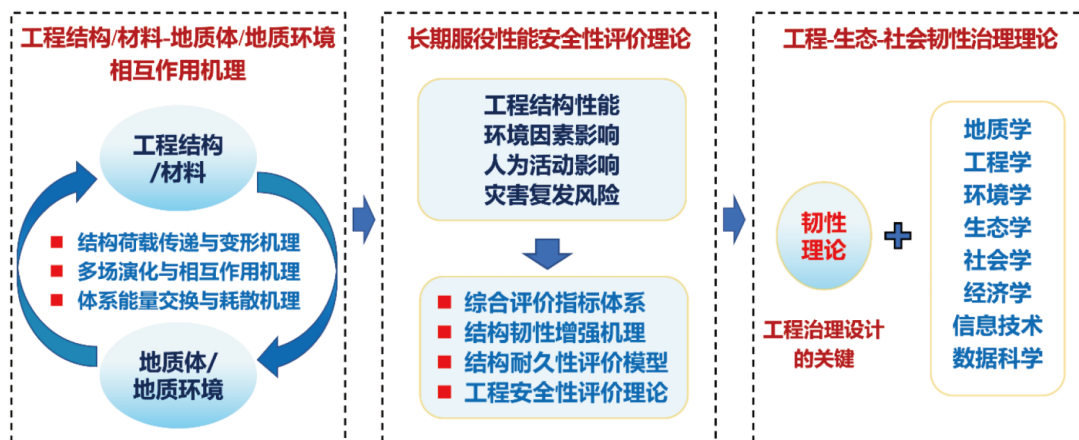 工程结构/材料-地质体/地质环境
相互作用机理
工程结构
/材料
结构荷载传递与变形机理
多场演化与相互作用机理
体系能量交换与耗散机理
地质体/
地质环境
长期服役性能安全性评价理论
工程结构性能
环境因素影响
人为活动影响
灾害复发风险
综合评价指标体系
结构韧性增强机理
结构耐久性评价模型
工程安全性评价理论
工程-生态-社会韧性治理理论
韧性
理论
工程治理设计
的关键
地质学
工程学
环境学
生态学
社会学
经济学
信息技术
数据科学